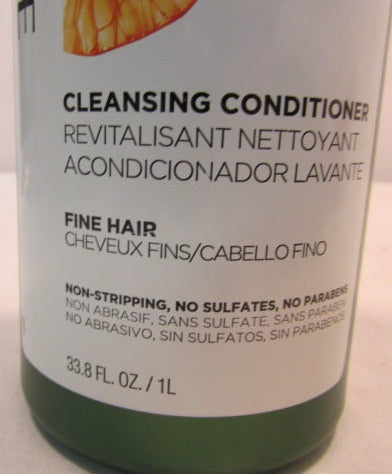 E
CLEANSING CONDITIONER
REVITALISANT NETTOYANT
ACONDICIONADOR LAVANTE
FINE HAIR
CHEVEUX FINS/CABELLO FINO
NON-STRIPPING, NO SULFATES, NO PARABENS
NON ABRASIF, SANS SULFATE, SANS PARABEN
NO ABRASIVO, SIN SULFATOS, SIN PARABENOS
33.8 FL. OZ. / 1L